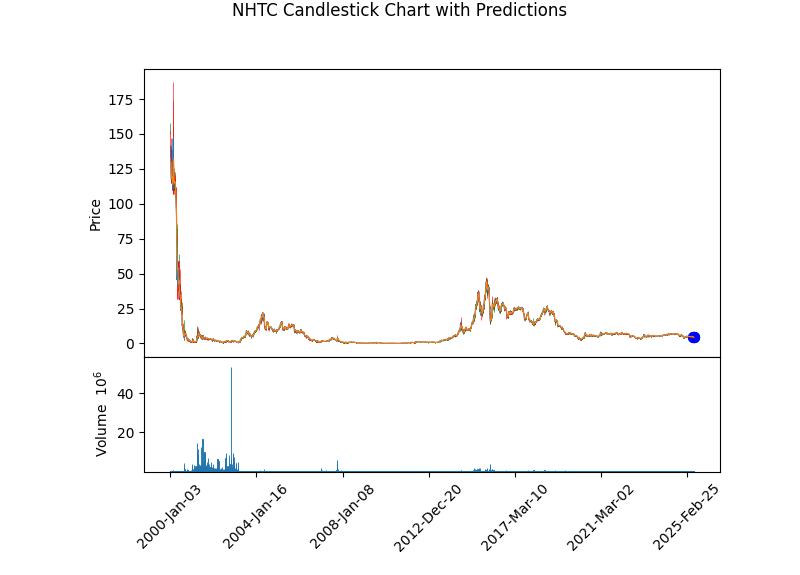 NHTC Candlestick Chart with Predictions
175
150
125
100
75
50
25
0
Price
40
20
Volume 10^6
2000-Jan-03
2004-Jan-16
2008-Jan-08
2012-Dec-20
2017-Mar-10
2021-Mar-02
2025-Feb-25